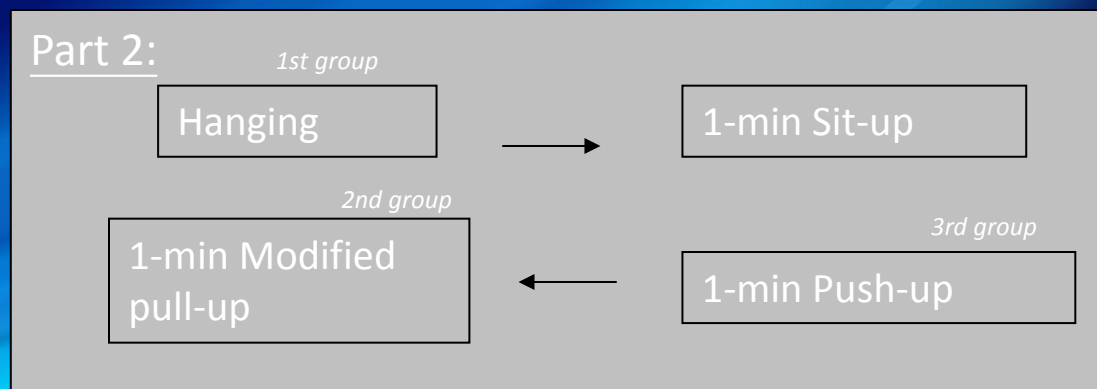 Part 2:
1st group
Hanging
1-min Sit-up
2nd group
1-min Modified
pull-up
3rd group
1-min Push-up